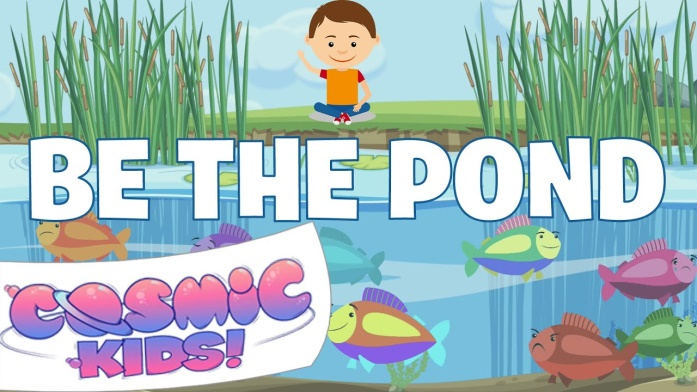 BE THE POND
COSMIC
KIDS!